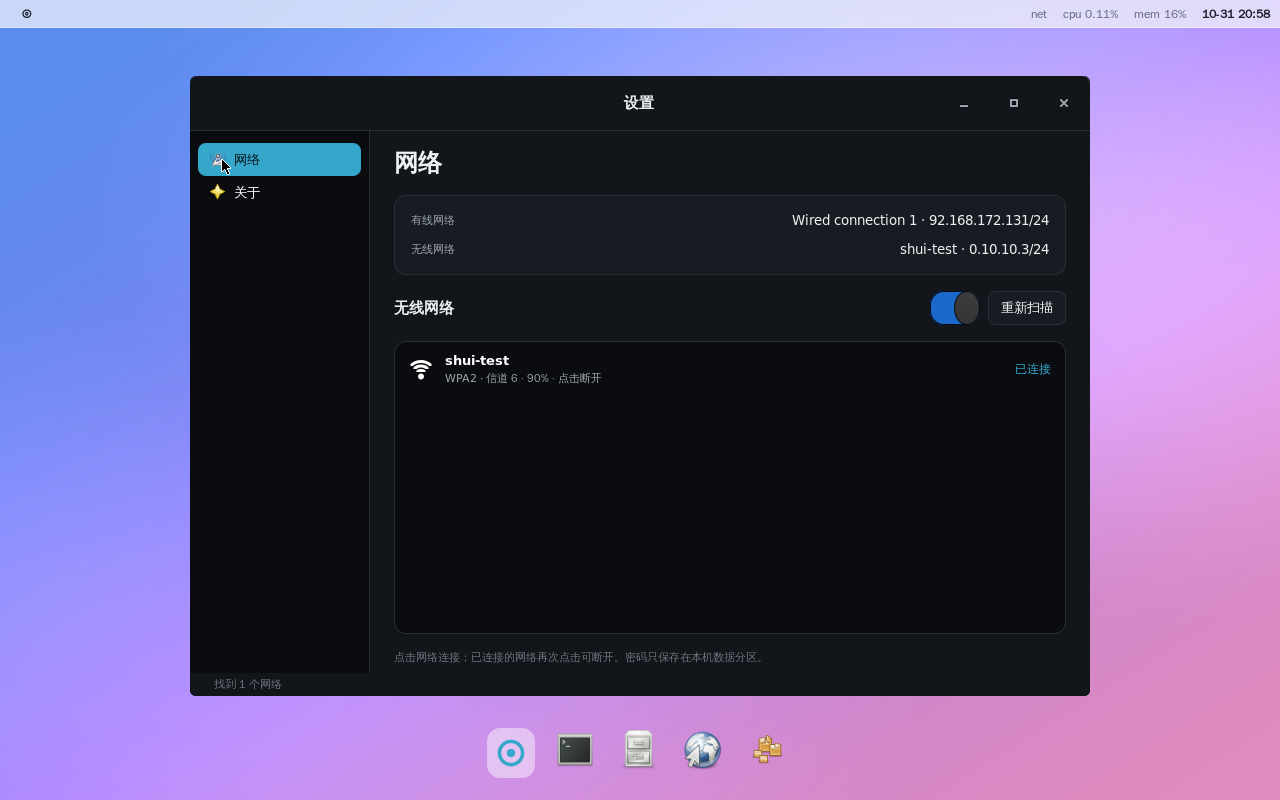 net cpu 0.11% mem 16% 10-31 20:58
设置
网络
关于
网络
有线网络 Wired connection 1 · 92.168.172.131/24
无线网络 shui-test · 0.10.10.3/24
无线网络 重新扫描
shui-test
WPA2 · 信道 6 · 90% · 点击断开
已连接
点击网络连接；已连接的网络再次点击可断开。密码只保存在本机数据分区。
找到 1 个网络